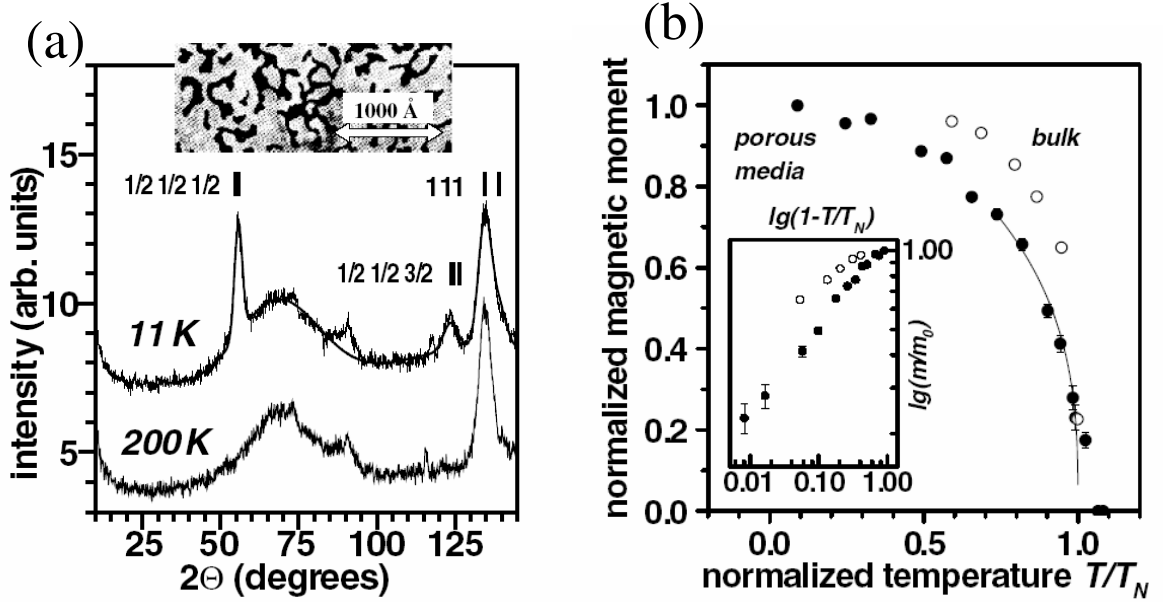 (a)
1000 Å
15
10
5
1/2 1/2 1/2
111
1/2 1/2 3/2
11 K
200 K
intensity (arb. units)
25 50 75 100 125
2Θ (degrees)
(b)
1.0
0.8
0.6
0.4
0.2
0.0
porous
media
bulk
lg(1-T/T_N)
1.00
lg(m/m_0)
0.01 0.10 1.00
normalized magnetic moment
0.0 0.5 1.0
normalized temperature T/T_N